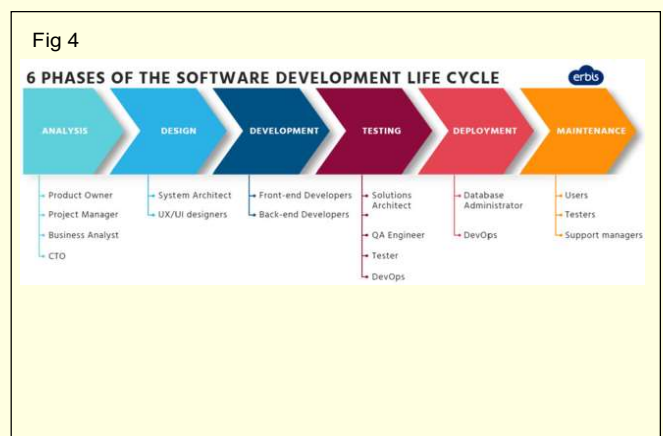 Fig 4
6 PHASES OF THE SOFTWARE DEVELOPMENT LIFE CYCLE
erbis
ANALYSIS
DESIGN
DEVELOPMENT
TESTING
DEPLOYMENT
MAINTENANCE
Product Owner
Project Manager
Business Analyst
CTO
System Architect
UX/UI designers
Front-end Developers
Back-end Developers
Solutions
Architect
QA Engineer
Tester
DevOps
Database
Administrator
DevOps
Users
Testers
Support managers